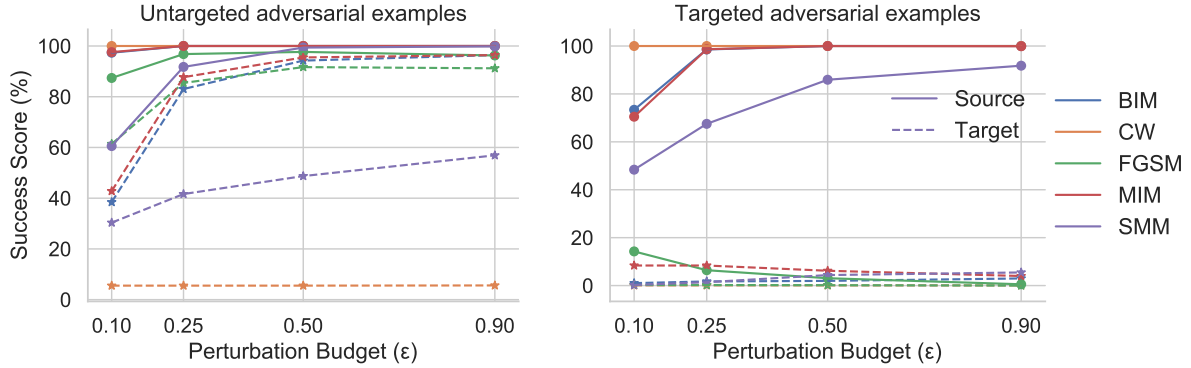 Untargeted adversarial examples
Success Score (%)
100
80
60
40
20
0
0.10 0.25 0.50 0.90
Perturbation Budget (ε)
Targeted adversarial examples
100
80
60
40
20
0
0.10 0.25 0.50 0.90
Perturbation Budget (ε)
Source
Target
BIM
CW
FGSM
MIM
SMM